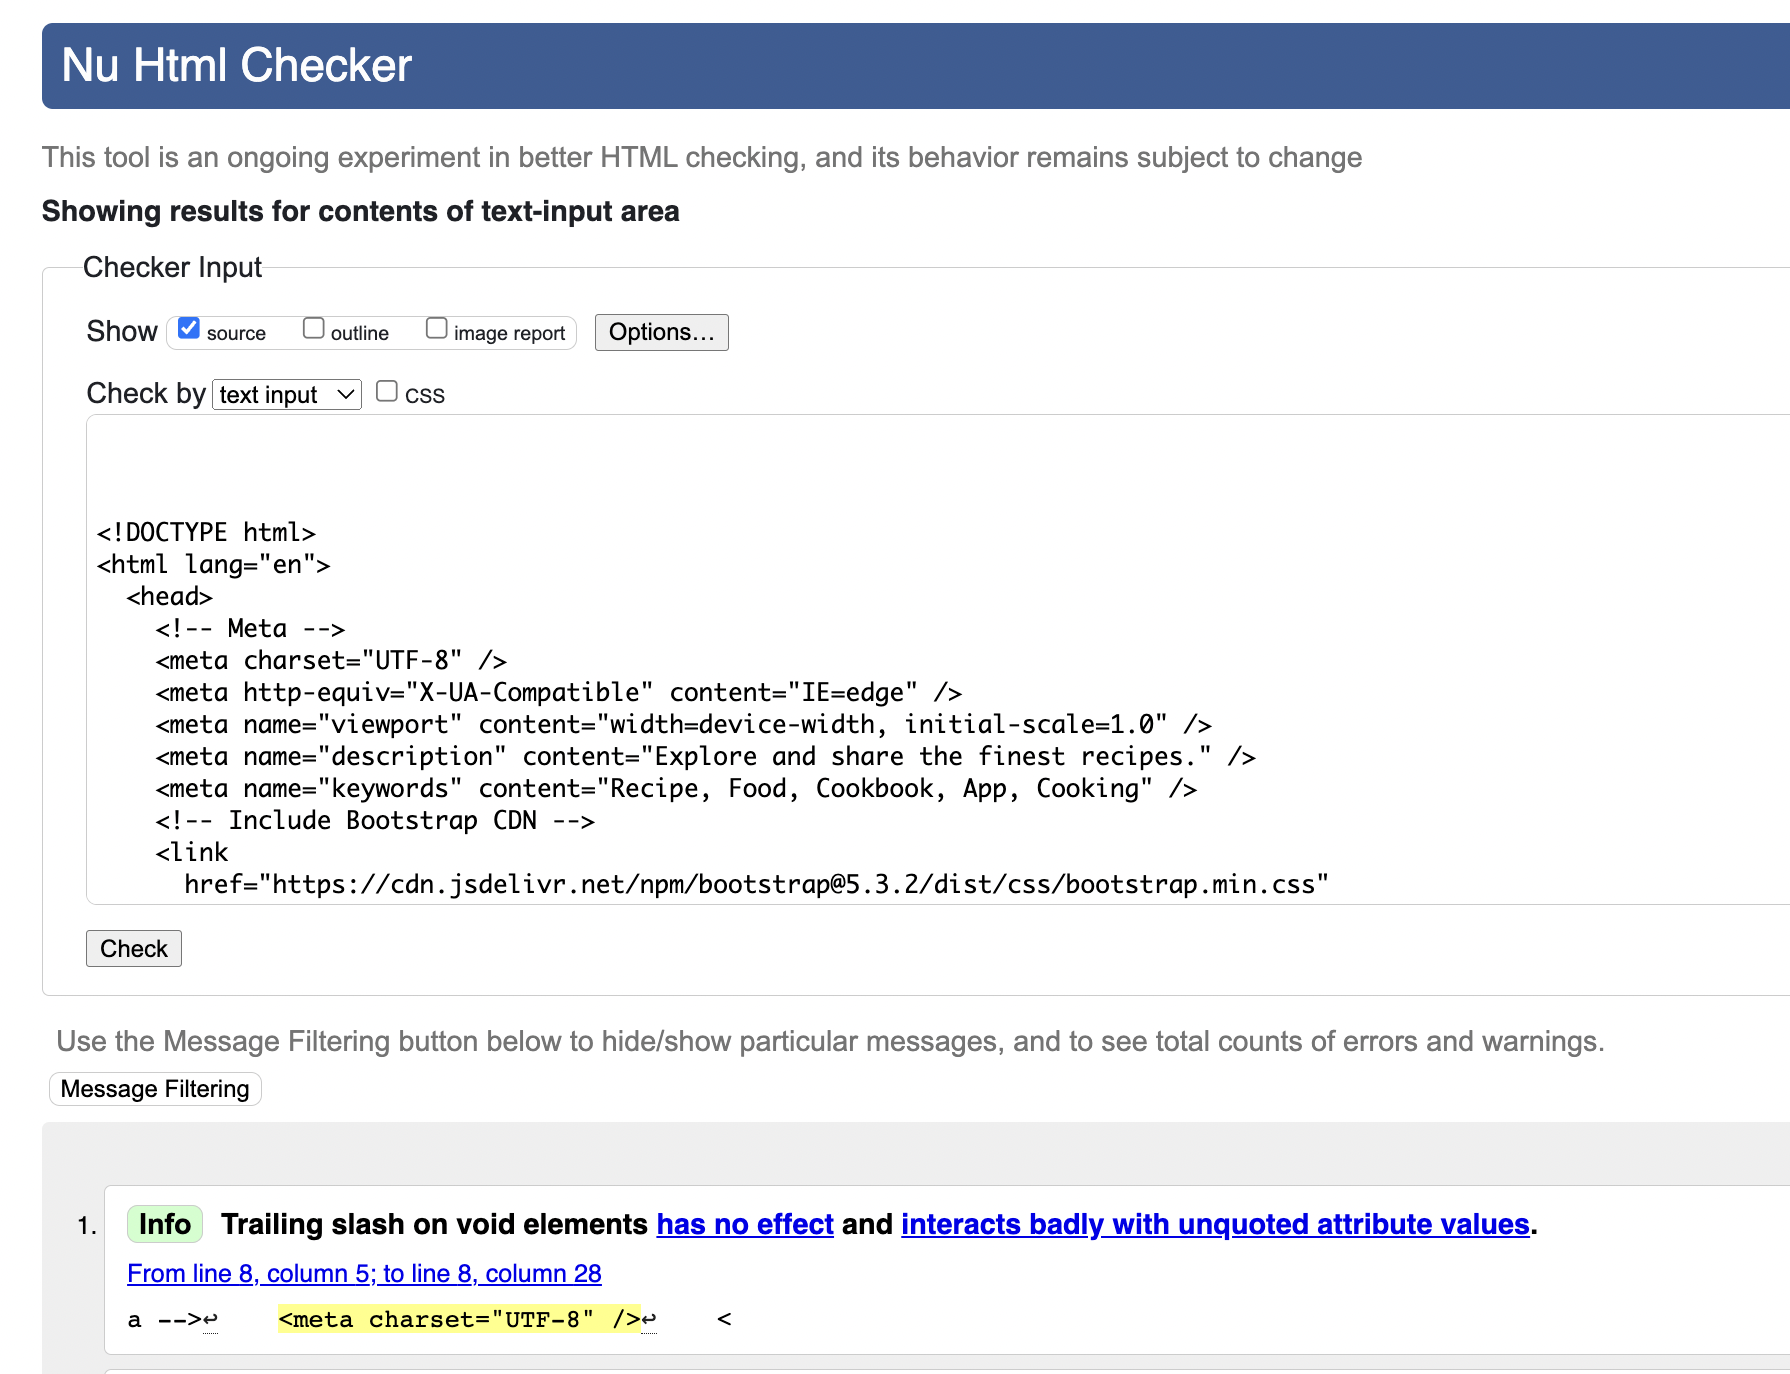 Nu Html Checker
This tool is an ongoing experiment in better HTML checking, and its behavior remains subject to change
Showing results for contents of text-input area
Checker Input
Show source outline image report Options...
Check by text input CSS
<!DOCTYPE html>
<html lang="en">
  <head>
    <!-- Meta -->
    <meta charset="UTF-8" />
    <meta http-equiv="X-UA-Compatible" content="IE=edge" />
    <meta name="viewport" content="width=device-width, initial-scale=1.0" />
    <meta name="description" content="Explore and share the finest recipes." />
    <meta name="keywords" content="Recipe, Food, Cookbook, App, Cooking" />
    <!-- Include Bootstrap CDN -->
    <link
      href="https://cdn.jsdelivr.net/npm/bootstrap@5.3.2/dist/css/bootstrap.min.css"
Check
Use the Message Filtering button below to hide/show particular messages, and to see total counts of errors and warnings.
Message Filtering
1. Info Trailing slash on void elements has no effect and interacts badly with unquoted attribute values.
From line 8, column 5; to line 8, column 28
a -->↩    <meta charset="UTF-8" />↩    <